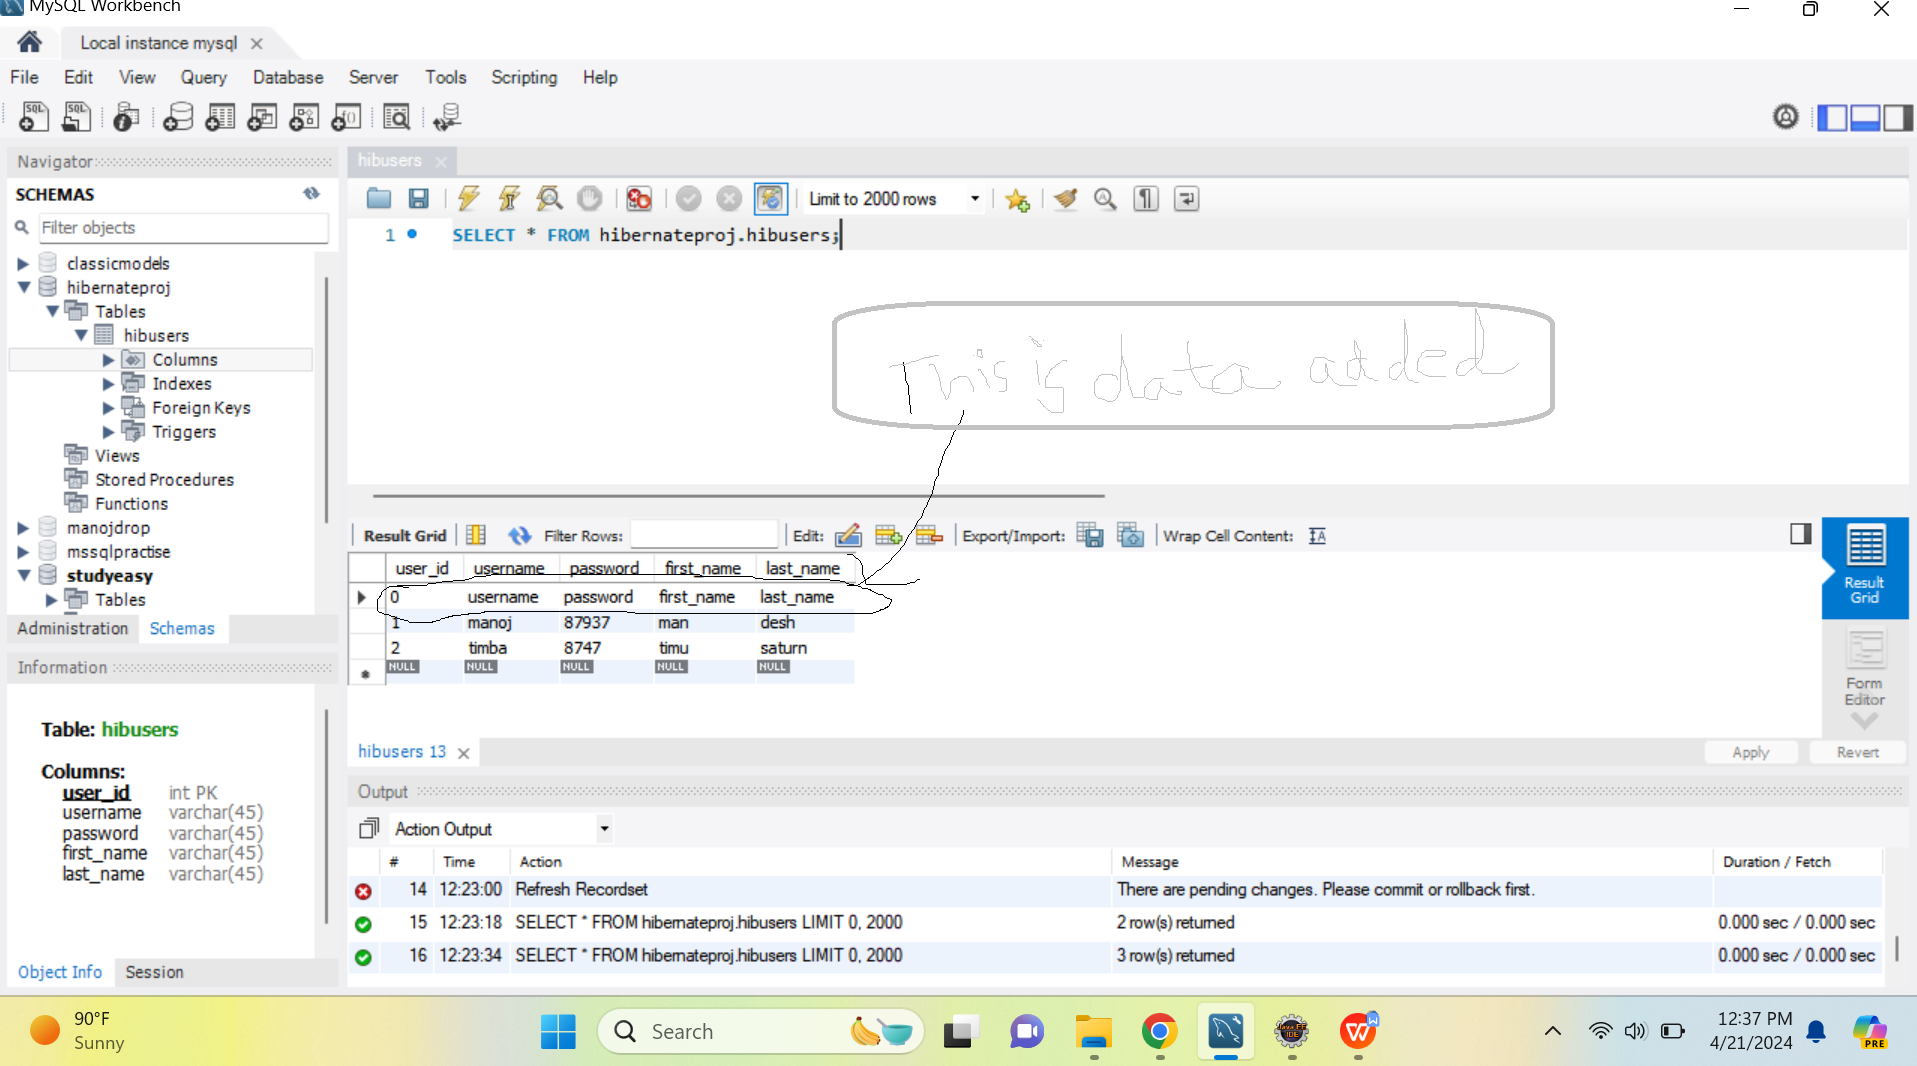 MySQL Workbench
Local instance mysql
File Edit View Query Database Server Tools Scripting Help
Navigator
SCHEMAS
Filter objects
classicmodels
hibernateproj
Tables
hibusers
Columns
Indexes
Foreign Keys
Triggers
Views
Stored Procedures
Functions
manojdrop
mssqlpractise
studyeasy
Tables
Administration Schemas
Information
Table: hibusers
Columns:
user_id int PK
username varchar(45)
password varchar(45)
first_name varchar(45)
last_name varchar(45)
Object Info Session
hibusers
Limit to 2000 rows
1 SELECT * FROM hibernateproj.hibusers;
This is data added
Result Grid Filter Rows: Edit: Export/Import: Wrap Cell Content:
user_id username password first_name last_name
0 username password first_name last_name
1 manoj 87937 man desh
2 timba 8747 timu saturn
NULL NULL NULL NULL NULL
Result Grid
Form Editor
hibusers 13
Apply Revert
Output
Action Output
# Time Action Message Duration / Fetch
14 12:23:00 Refresh Recordset There are pending changes. Please commit or rollback first.
15 12:23:18 SELECT * FROM hibernateproj.hibusers LIMIT 0, 2000 2 row(s) returned 0.000 sec / 0.000 sec
16 12:23:34 SELECT * FROM hibernateproj.hibusers LIMIT 0, 2000 3 row(s) returned 0.000 sec / 0.000 sec
90°F
Sunny
Search
12:37 PM
4/21/2024
PRE